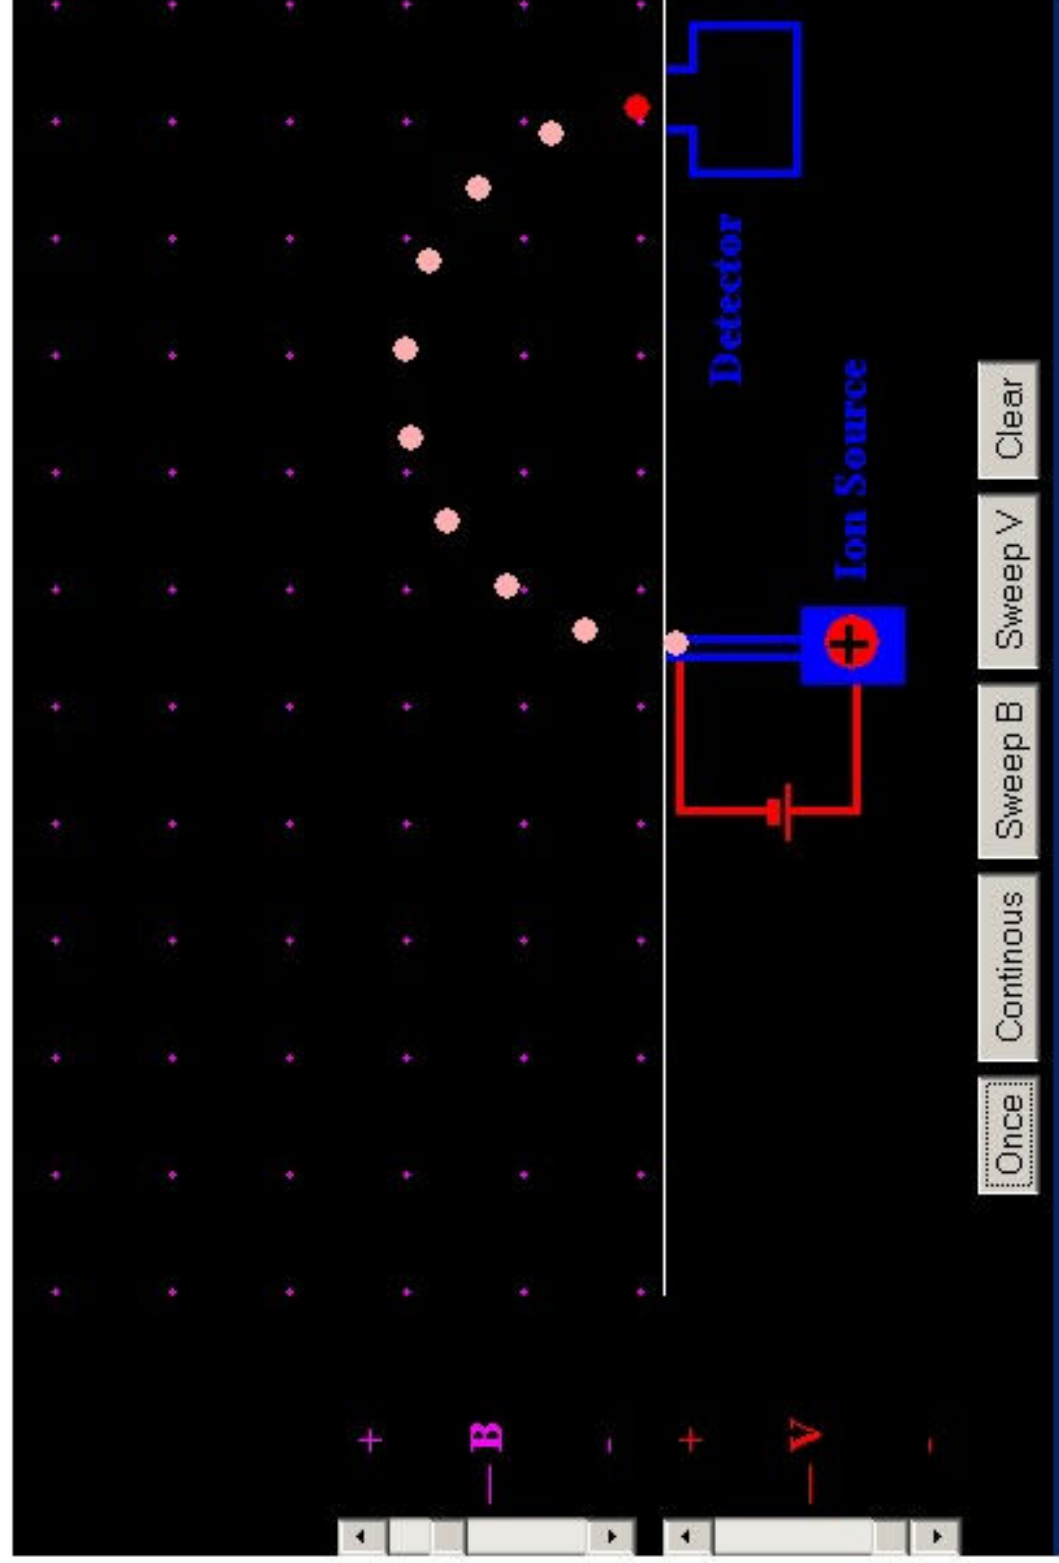 +
B
-
+
V
-
Detector
Ion Source
+
Once
Continous
Sweep B
Sweep V
Clear